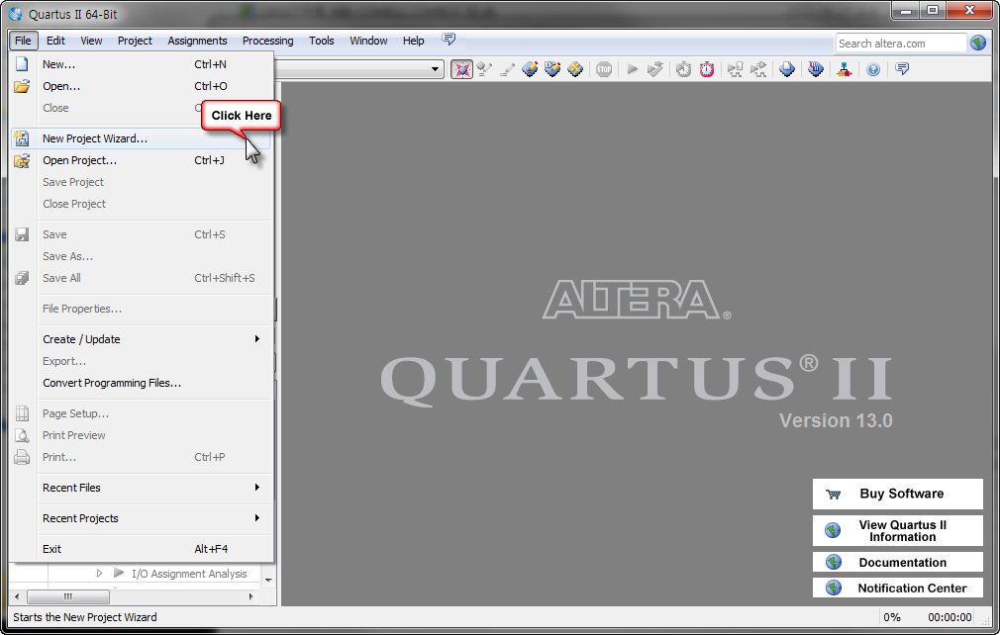 Quartus II 64-Bit
File Edit View Project Assignments Processing Tools Window Help
Search altera.com
New... Ctrl+N
Open... Ctrl+O
Close
Click Here
New Project Wizard...
Open Project... Ctrl+J
Save Project
Close Project
Save Ctrl+S
Save As...
Save All Ctrl+Shift+S
File Properties...
Create / Update
Export...
Convert Programming Files...
Page Setup...
Print Preview
Print... Ctrl+P
Recent Files
Recent Projects
Exit Alt+F4
I/O Assignment Analysis
STOP
ALTERA®
QUARTUS® II
Version 13.0
Buy Software
View Quartus II
Information
Documentation
Notification Center
Starts the New Project Wizard
0% 00:00:00